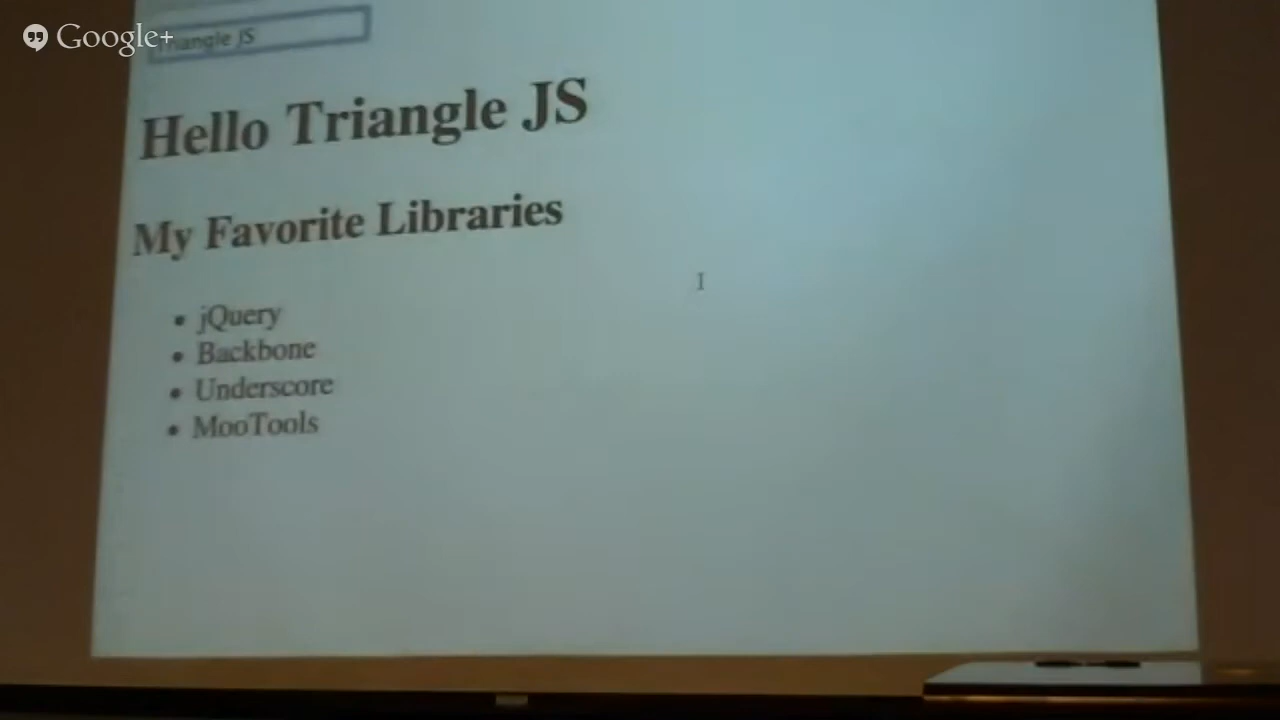 Google+
Triangle JS
Hello Triangle JS
My Favorite Libraries
jQuery
Backbone
Underscore
MooTools